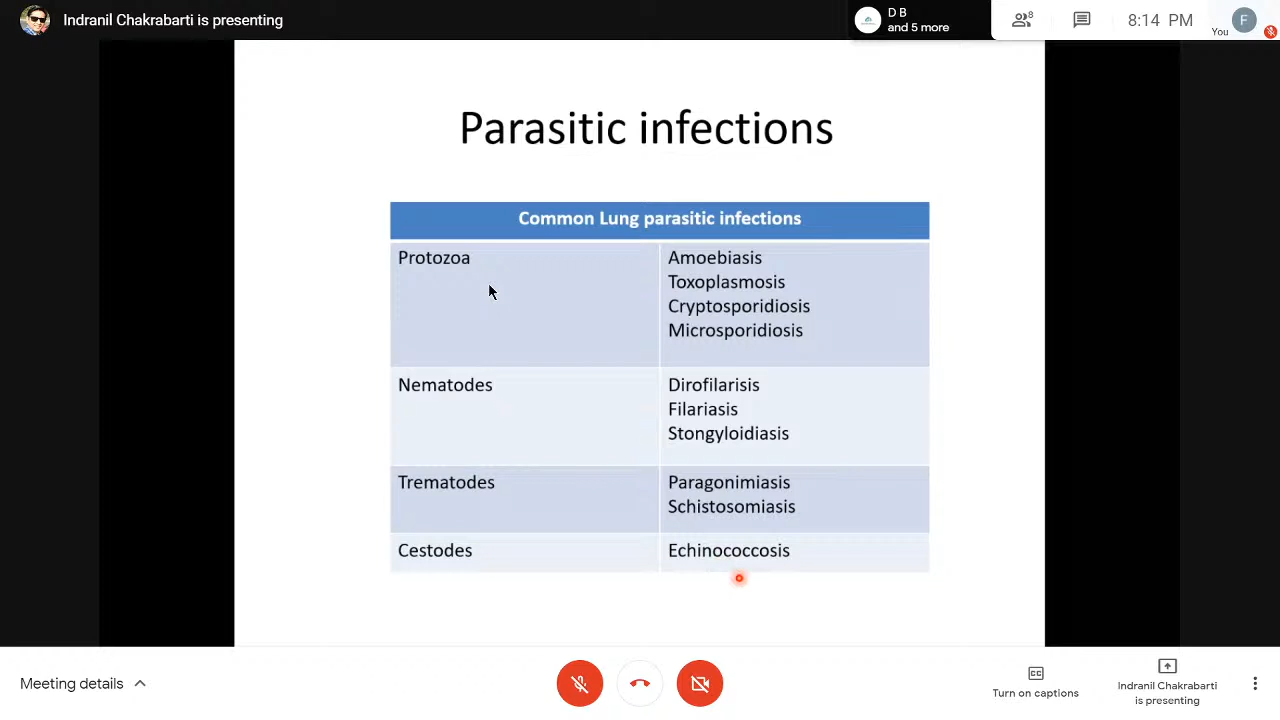 Indranil Chakrabarti is presenting
D B
and 5 more
8
8:14 PM
You
F
Parasitic infections
Common Lung parasitic infections
Protozoa
Amoebiasis
Toxoplasmosis
Cryptosporidiosis
Microsporidiosis
Nematodes
Dirofilarisis
Filariasis
Stongyloidiasis
Trematodes
Paragonimiasis
Schistosomiasis
Cestodes
Echinococcosis
Meeting details
CC
Turn on captions
Indranil Chakrabarti
is presenting